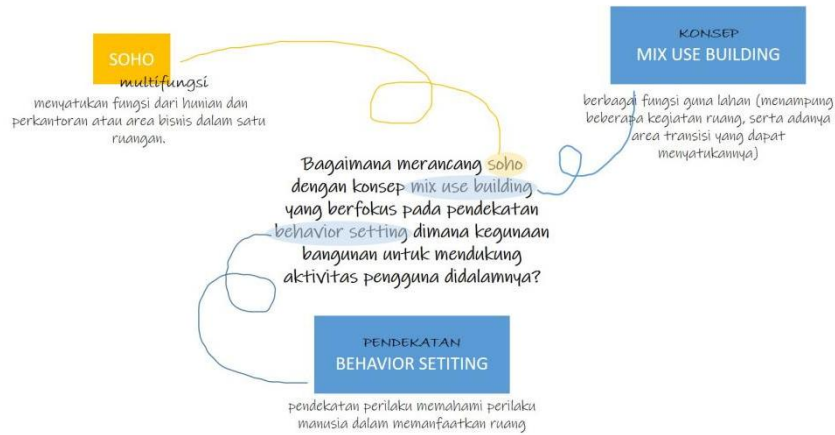 SOHO
multifungsi
menyatukan fungsi dari hunian dan
perkantoran atau area bisnis dalam satu
ruangan.
KONSEP
MIX USE BUILDING
berbagai fungsi guna lahan (menampung
beberapa kegiatan ruang, serta adanya
area transisi yang dapat
menyatukannya)
Bagaimana merancang soho
dengan konsep mix use building
yang berfokus pada pendekatan
behavior setting dimana kegunaan
bangunan untuk mendukung
aktivitas pengguna didalamnya?
PENDEKATAN
BEHAVIOR SETITING
pendekatan perilaku memahami perilaku
manusia dalam memanfaatkan ruang